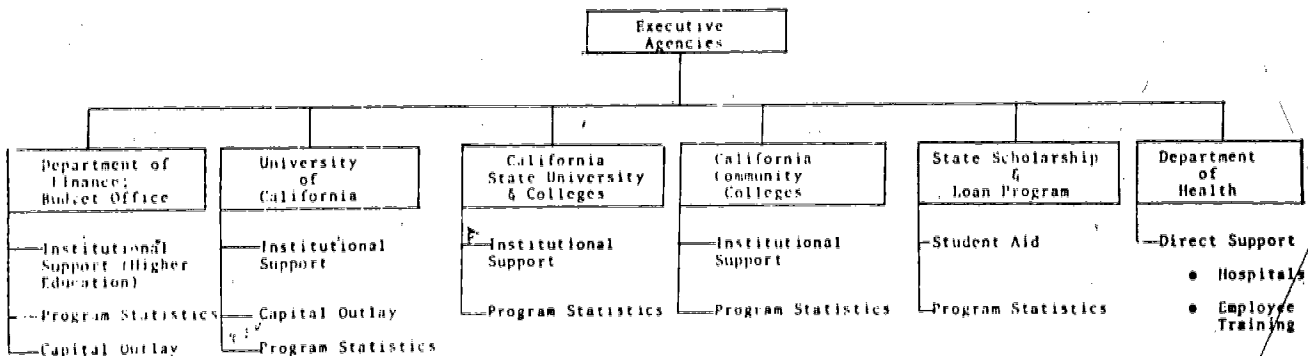 Executive
Agencies
Department of
Finance;
Budget Office
Institutional
Support (Higher
Education)
Program Statistics
Capital Outlay
University
of
California
Institutional
Support
Capital Outlay
Program Statistics
California
State University
& Colleges
Institutional
Support
Program Statistics
California
Community
Colleges
Institutional
Support
Program Statistics
State Scholarship
&
Loan Program
Student Aid
Program Statistics
Department
of
Health
Direct Support
• Hospitals
• Employee
Training